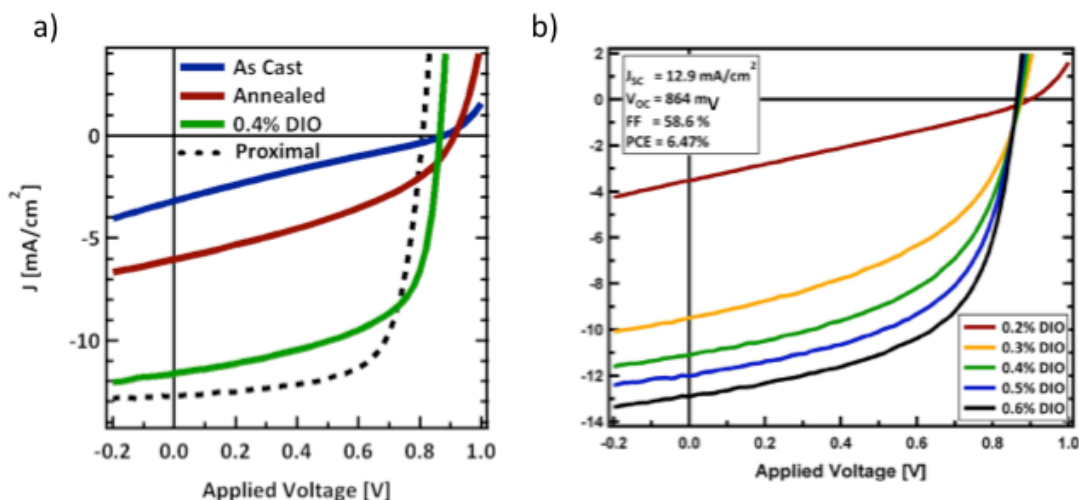 a)
As Cast
Annealed
0.4% DIO
Proximal
0
-5
-10
J [mA/cm²]
-0.2 0.0 0.2 0.4 0.6 0.8 1.0
Applied Voltage [V]
b)
J_SC = 12.9 mA/cm²
V_OC = 864 mV
FF = 58.6 %
PCE = 6.47%
2
0
-2
-4
-6
-8
-10
-12
-14
0.2% DIO
0.3% DIO
0.4% DIO
0.5% DIO
0.6% DIO
-0.2 0.0 0.2 0.4 0.6 0.8 1.0
Applied Voltage [V]